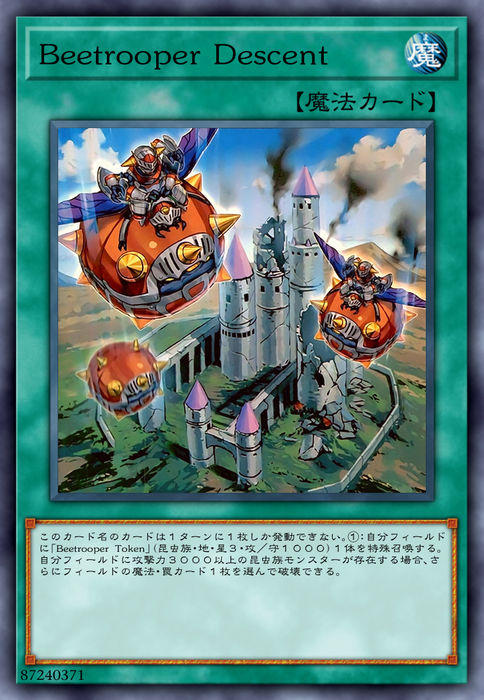 Beetrooper Descent
魔
【魔法カード】
このカード名のカードは１ターンに１枚しか発動できない。①:自分フィールド
に｢Beetrooper Token｣(昆虫族･地･星３･攻／守１０００)１体を特殊召喚する。
自分フィールドに攻撃力３０００以上の昆虫族モンスターが存在する場合､さ
らにフィールドの魔法･罠カード１枚を選んで破壊できる。
87240371